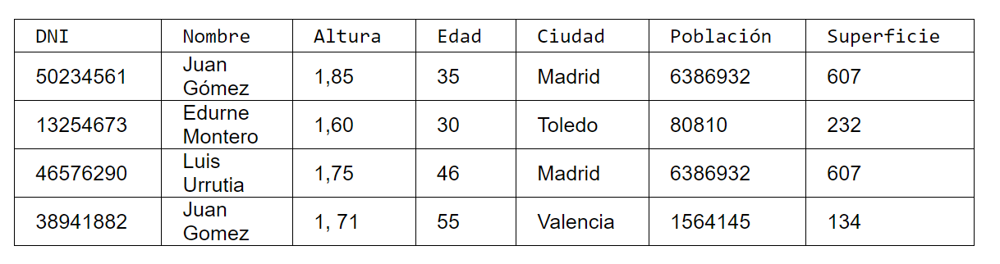 DNI Nombre Altura Edad Ciudad Población Superficie
50234561 Juan Gómez 1,85 35 Madrid 6386932 607
13254673 Edurne Montero 1,60 30 Toledo 80810 232
46576290 Luis Urrutia 1,75 46 Madrid 6386932 607
38941882 Juan Gomez 1, 71 55 Valencia 1564145 134